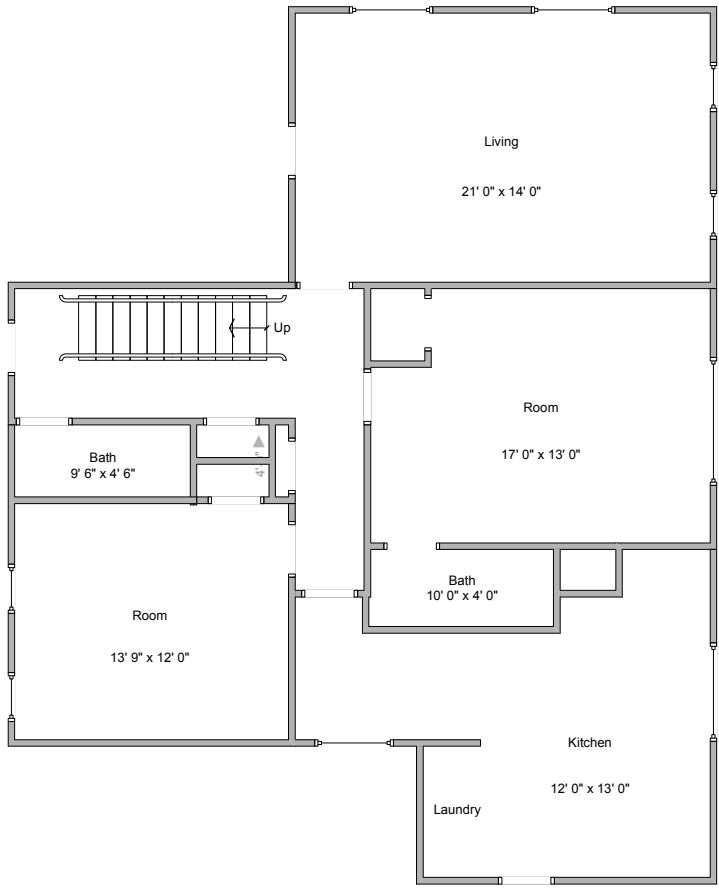 Living
21' 0" x 14' 0"
Up
Room
17' 0" x 13' 0"
Bath
9' 6" x 4' 6"
Bath
10' 0" x 4' 0"
Room
13' 9" x 12' 0"
Kitchen
12' 0" x 13' 0"
Laundry